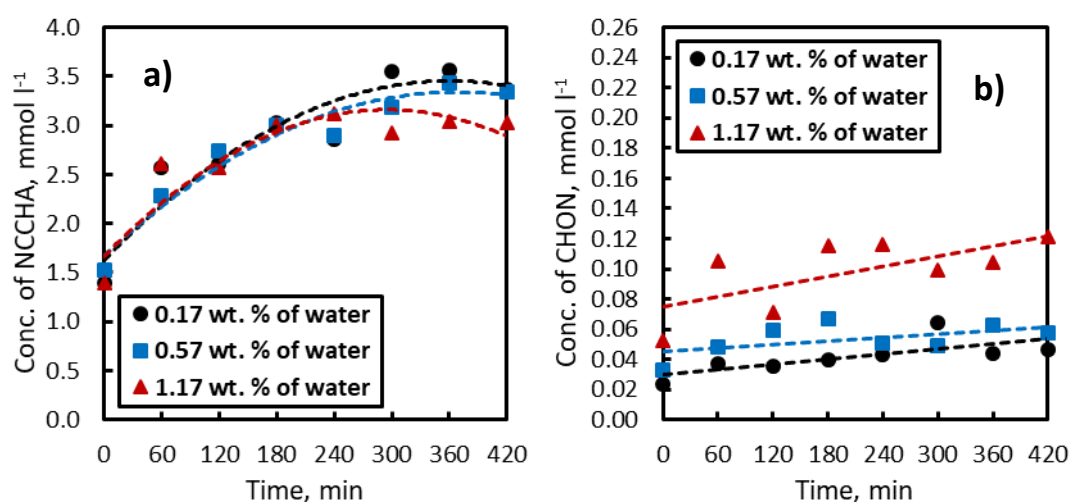 a)
Conc. of NCCHA, mmol l⁻¹
4.0
3.5
3.0
2.5
2.0
1.5
1.0
0.5
0.0
0.17 wt. % of water
0.57 wt. % of water
1.17 wt. % of water
0 60 120 180 240 300 360 420
Time, min
b)
Conc. of CHON, mmol l⁻¹
0.26
0.24
0.22
0.20
0.18
0.16
0.14
0.12
0.10
0.08
0.06
0.04
0.02
0.00
0.17 wt. % of water
0.57 wt. % of water
1.17 wt. % of water
0 60 120 180 240 300 360 420
Time, min